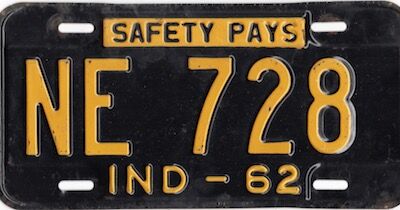 SAFETY PAYS
NE 728
IND - 62